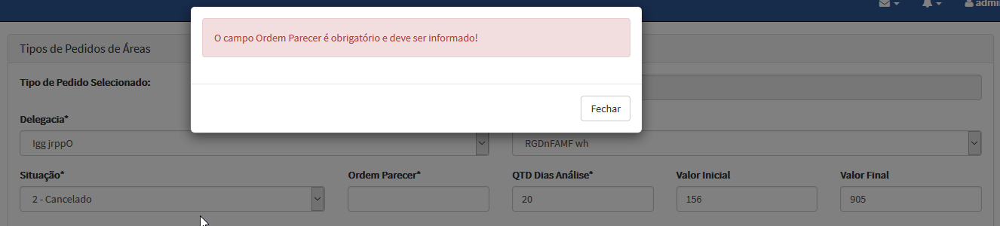 admin
O campo Ordem Parecer é obrigatório e deve ser informado!
Tipos de Pedidos de Áreas
Tipo de Pedido Selecionado:
Fechar
Delegacia*
Igg jrppO RGDnFAMF wh
Situação* Ordem Parecer* QTD Dias Análise* Valor Inicial Valor Final
2 - Cancelado 20 156 905